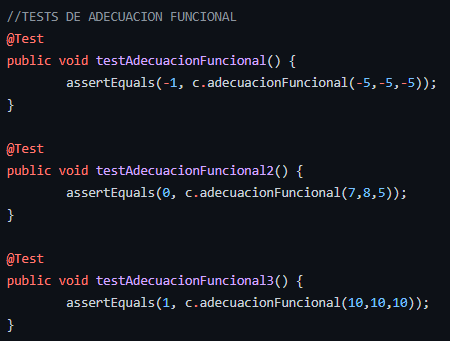 //TESTS DE ADECUACION FUNCIONAL
@Test
public void testAdecuacionFuncional() {
        assertEquals(-1, c.adecuacionFuncional(-5,-5,-5));
}

@Test
public void testAdecuacionFuncional2() {
        assertEquals(0, c.adecuacionFuncional(7,8,5));
}

@Test
public void testAdecuacionFuncional3() {
        assertEquals(1, c.adecuacionFuncional(10,10,10));
}